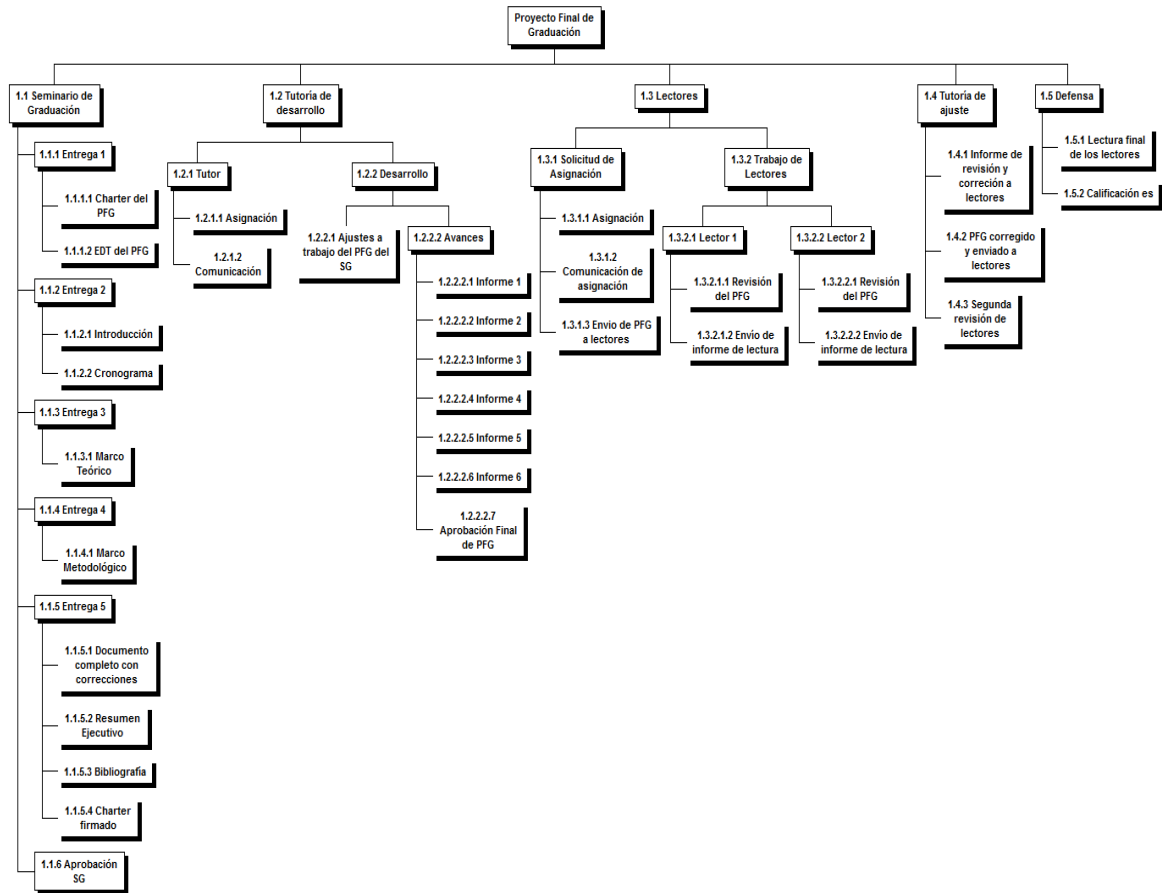 Proyecto Final de
Graduación
1.1 Seminario de
Graduación
1.1.1 Entrega 1
1.1.1.1 Charter del
PFG
1.1.1.2 EDT del PFG
1.1.2 Entrega 2
1.1.2.1 Introducción
1.1.2.2 Cronograma
1.1.3 Entrega 3
1.1.3.1 Marco
Teórico
1.1.4 Entrega 4
1.1.4.1 Marco
Metodológico
1.1.5 Entrega 5
1.1.5.1 Documento
completo con
correcciones
1.1.5.2 Resumen
Ejecutivo
1.1.5.3 Bibliografía
1.1.5.4 Charter
firmado
1.1.6 Aprobación
SG
1.2 Tutoría de
desarrollo
1.2.1 Tutor
1.2.1.1 Asignación
1.2.1.2
Comunicación
1.2.2 Desarrollo
1.2.2.1 Ajustes a
trabajo del PFG del
SG
1.2.2.2 Avances
1.2.2.2.1 Informe 1
1.2.2.2.2 Informe 2
1.2.2.2.3 Informe 3
1.2.2.2.4 Informe 4
1.2.2.2.5 Informe 5
1.2.2.2.6 Informe 6
1.2.2.2.7
Aprobación Final
de PFG
1.3 Lectores
1.3.1 Solicitud de
Asignación
1.3.1.1 Asignación
1.3.1.2
Comunicación de
asignación
1.3.1.3 Envio de PFG
a lectores
1.3.2 Trabajo de
Lectores
1.3.2.1 Lector 1
1.3.2.1.1 Revisión
del PFG
1.3.2.1.2 Envio de
informe de lectura
1.3.2.2 Lector 2
1.3.2.2.1 Revisión
del PFG
1.3.2.2.2 Envio de
informe de lectura
1.4 Tutoría de
ajuste
1.4.1 Informe de
revisión y
correción a
lectores
1.4.2 PFG corregido
y enviado a
lectores
1.4.3 Segunda
revisión de
lectores
1.5 Defensa
1.5.1 Lectura final
de los lectores
1.5.2 Calificación es